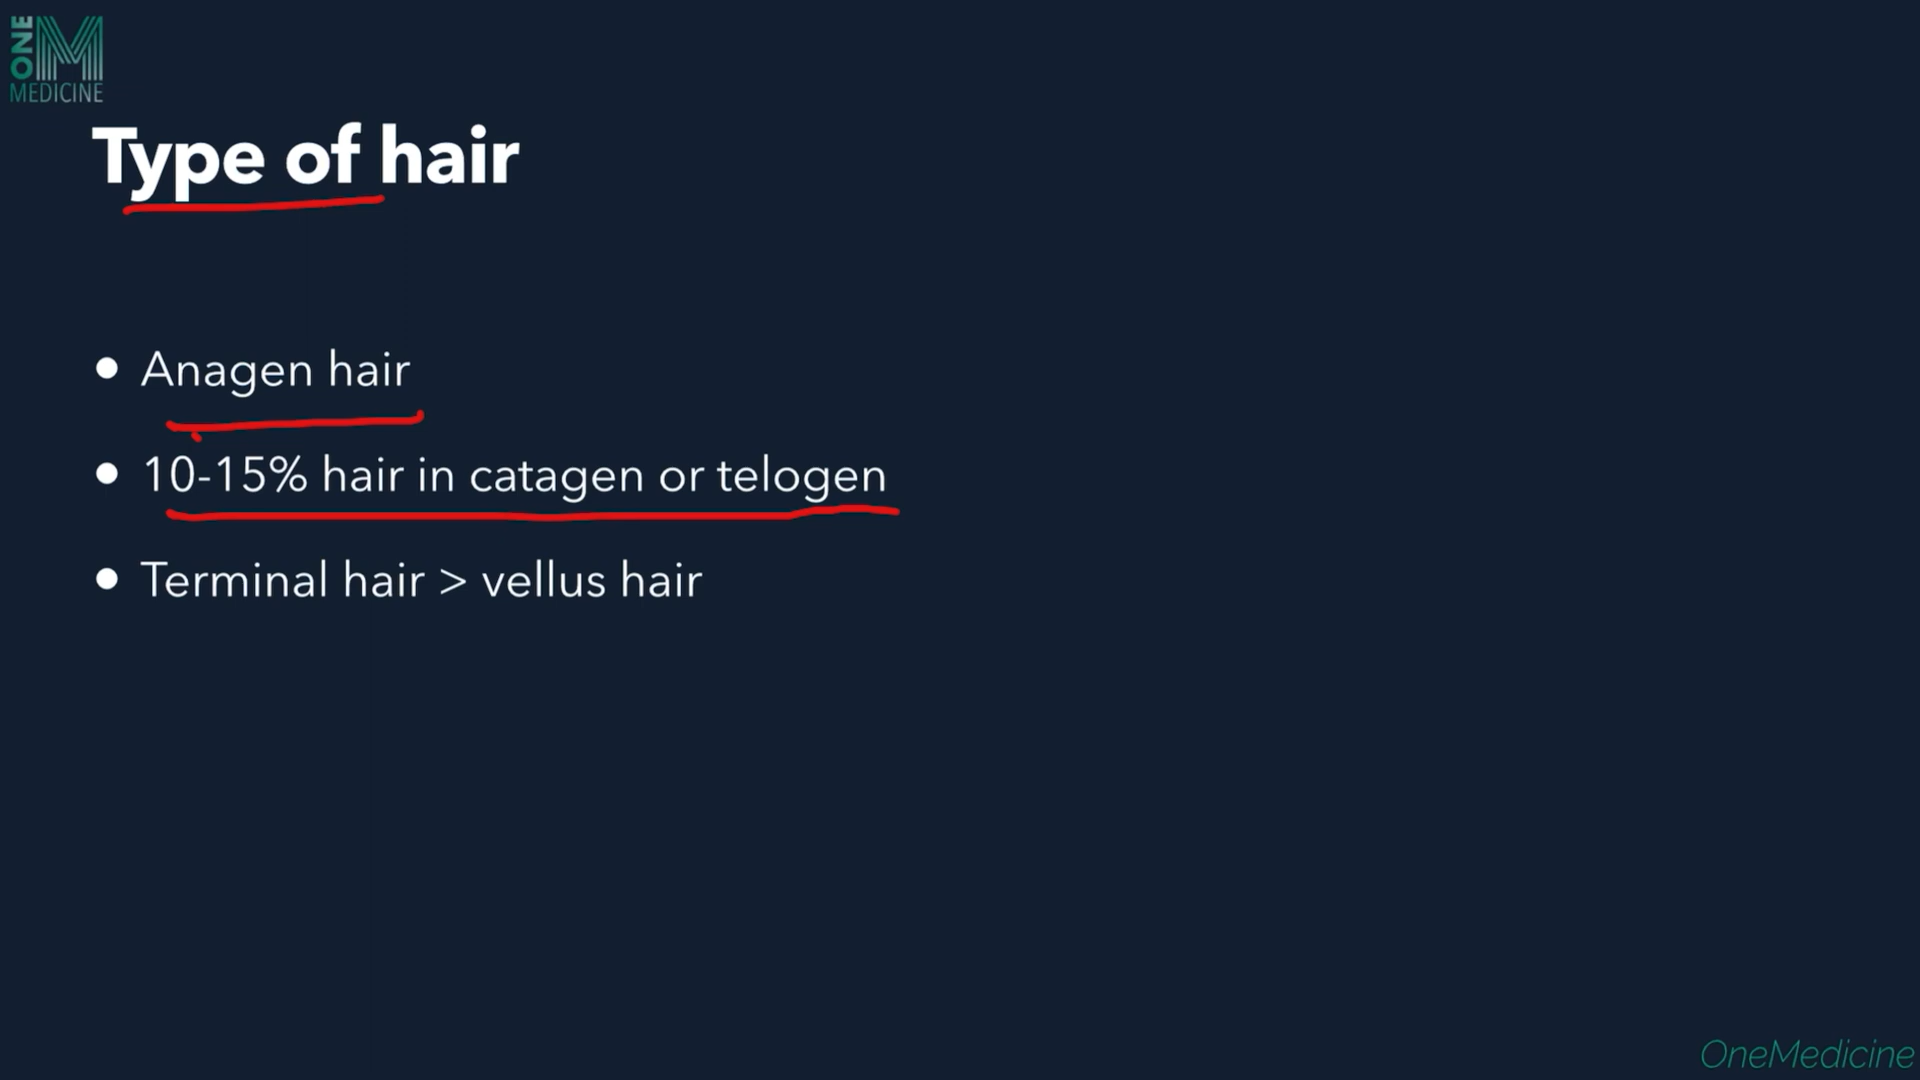 ONE
M
MEDICINE
Type of hair
• Anagen hair
• 10-15% hair in catagen or telogen
• Terminal hair > vellus hair
OneMedicine